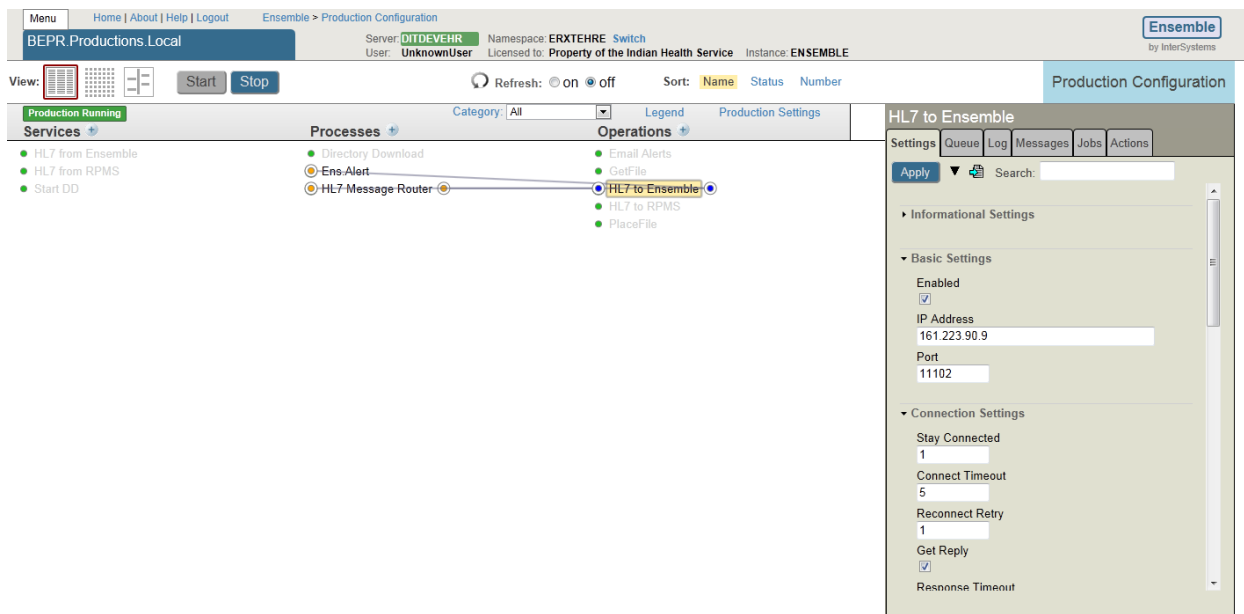 Menu Home | About | Help | Logout Ensemble > Production Configuration
BEPR.Productions.Local
Server: DITDEVEHR Namespace: ERXTEHRE Switch
User: UnknownUser Licensed to: Property of the Indian Health Service Instance: ENSEMBLE
Ensemble
by InterSystems
View: Start Stop Refresh: on off Sort: Name Status Number
Production Configuration
Production Running Category: All Legend Production Settings
Services Processes Operations
HL7 from Ensemble Directory Download Email Alerts
HL7 from RPMS Ens.Alert GetFile
Start DD HL7 Message Router HL7 to Ensemble
HL7 to RPMS
PlaceFile
HL7 to Ensemble
Settings Queue Log Messages Jobs Actions
Apply Search:
Informational Settings
Basic Settings
Enabled
IP Address
161.223.90.9
Port
11102
Connection Settings
Stay Connected
1
Connect Timeout
5
Reconnect Retry
1
Get Reply
Response Timeout